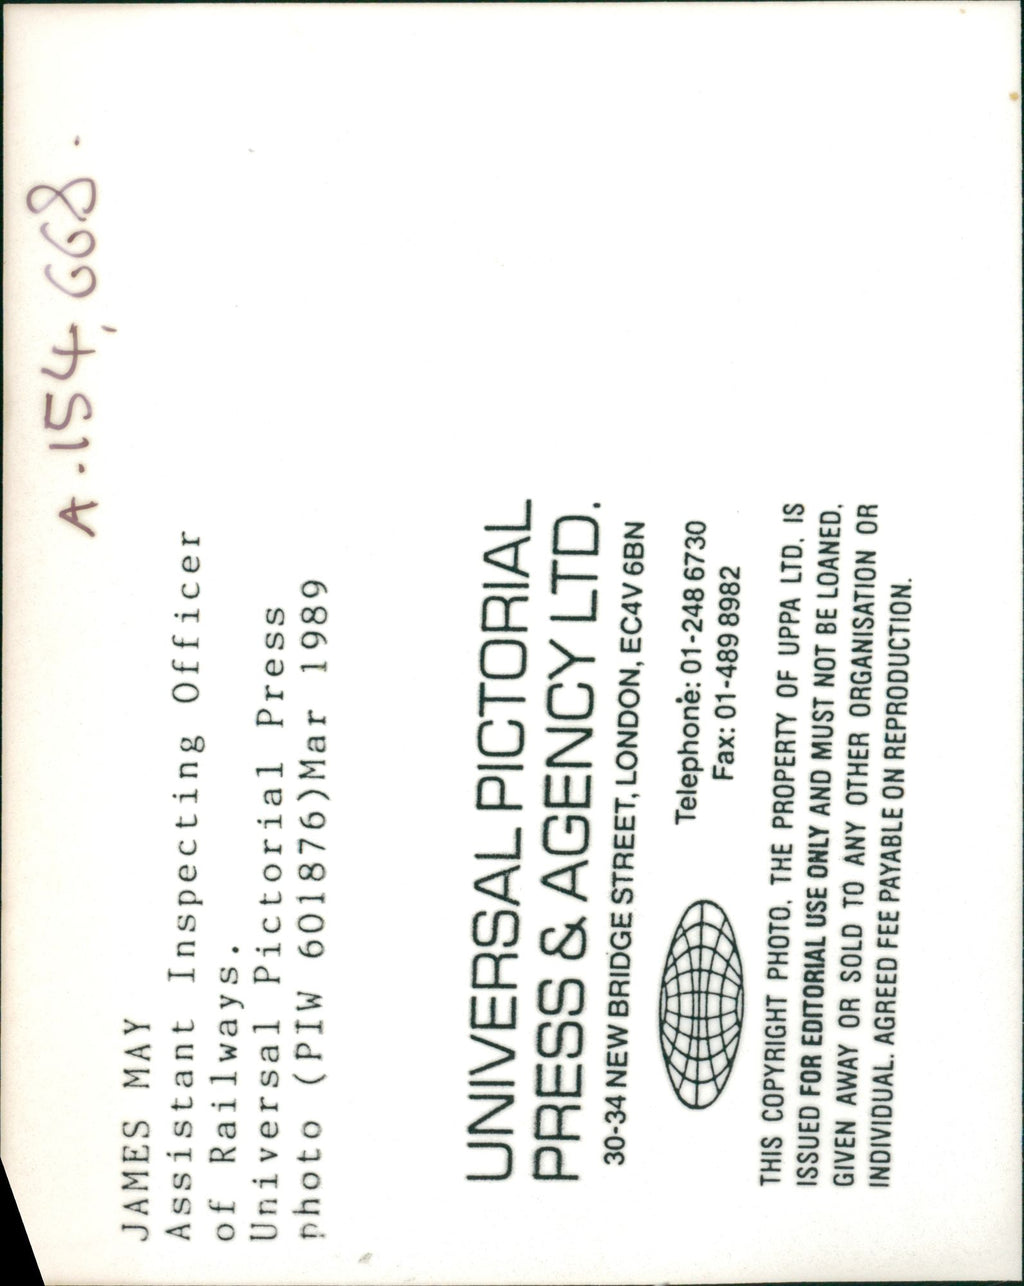 A.154,668.
JAMES MAY
Assistant Inspecting Officer
of Railways.
Universal Pictorial Press
photo (PIW 601876)Mar 1989
UNIVERSAL PICTORIAL
PRESS & AGENCY LTD.
30-34 NEW BRIDGE STREET, LONDON, EC4V 6BN
Telephone: 01-248 6730
Fax: 01-489 8982
THIS COPYRIGHT PHOTO, THE PROPERTY OF UPPA LTD, IS
ISSUED FOR EDITORIAL USE ONLY AND MUST NOT BE LOANED,
GIVEN AWAY OR SOLD TO ANY OTHER ORGANISATION OR
INDIVIDUAL. AGREED FEE PAYABLE ON REPRODUCTION.